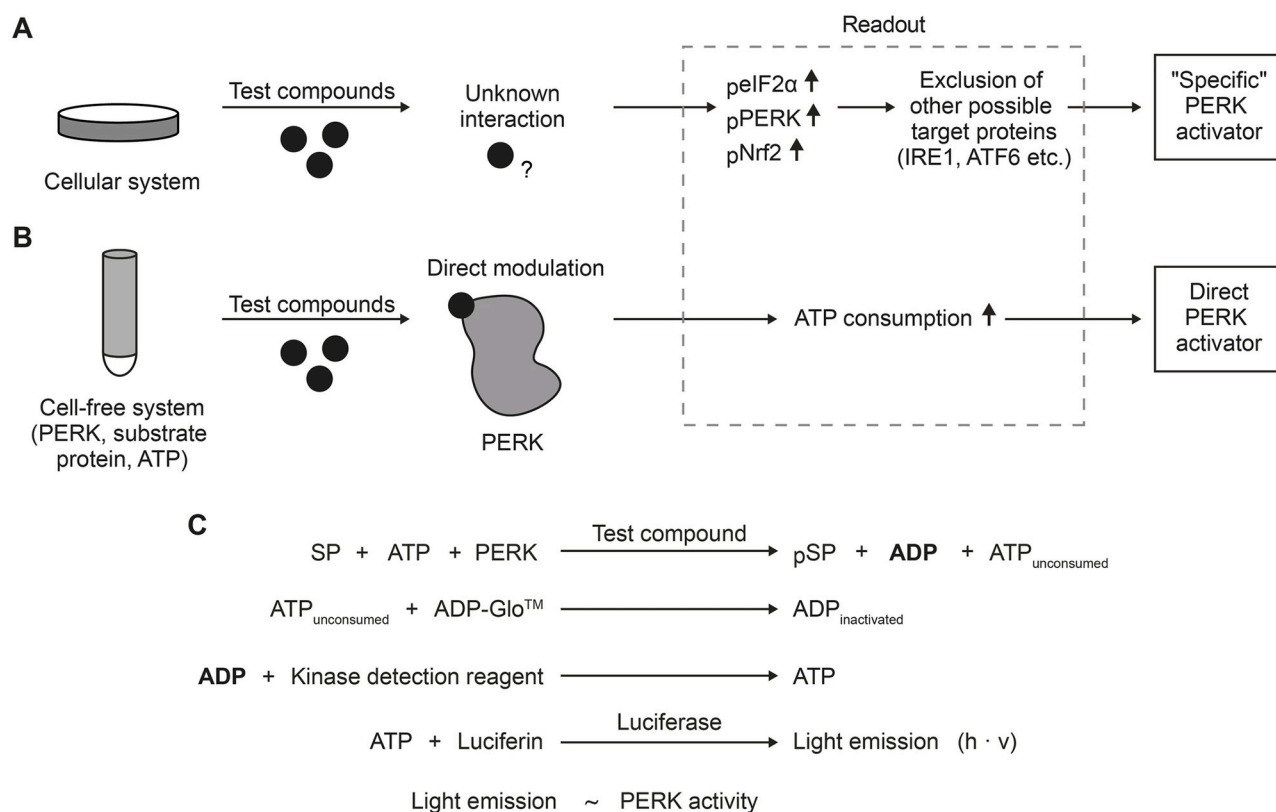 A
Readout
Test compounds
Unknown
interaction
?
Cellular system
peIF2α ↑
pPERK ↑
pNrf2 ↑
Exclusion of
other possible
target proteins
(IRE1, ATF6 etc.)
"Specific"
PERK
activator
B
Test compounds
Direct modulation
PERK
Cell-free system
(PERK, substrate
protein, ATP)
ATP consumption ↑
Direct
PERK
activator
C
SP + ATP + PERK Test compound pSP + ADP + ATPunconsumed
ATPunconsumed + ADP-Glo™ ADPinactivated
ADP + Kinase detection reagent ATP
ATP + Luciferin Luciferase Light emission (h · v)
Light emission ~ PERK activity